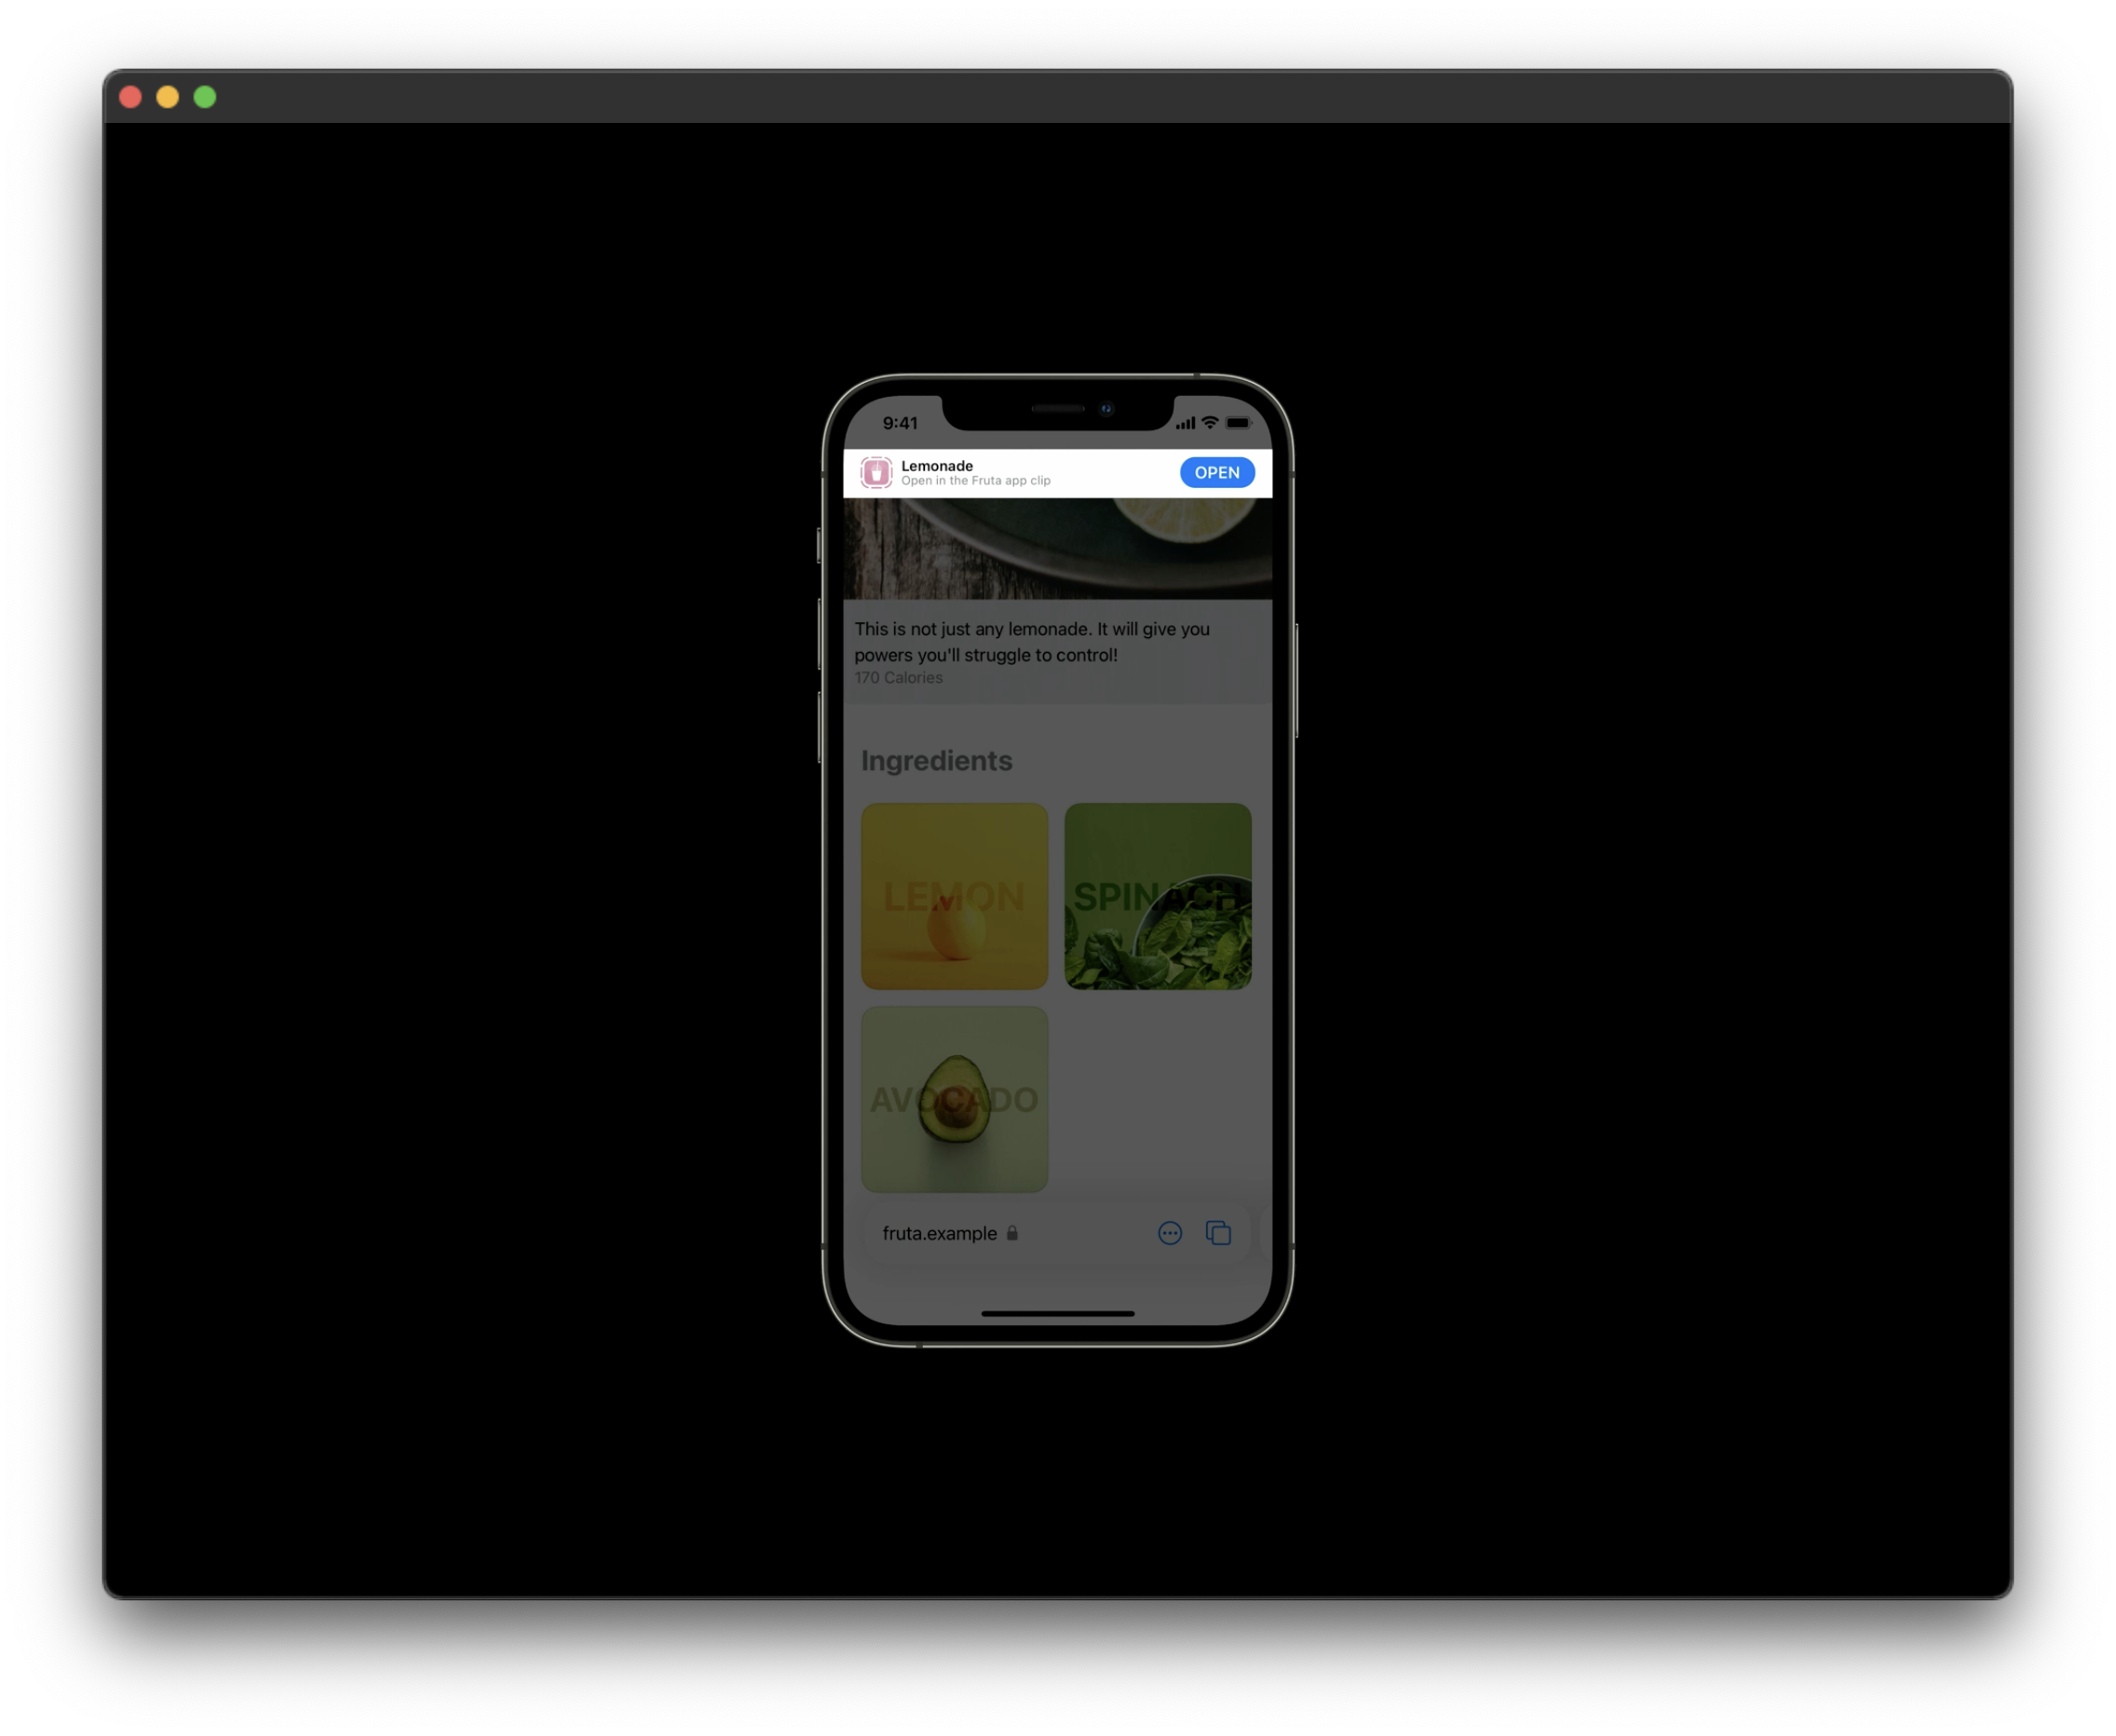 9:41
Lemonade
Open in the Fruta app clip
OPEN
This is not just any lemonade. It will give you
powers you'll struggle to control!
170 Calories
Ingredients
LEMON
SPINACH
AVOCADO
fruta.example